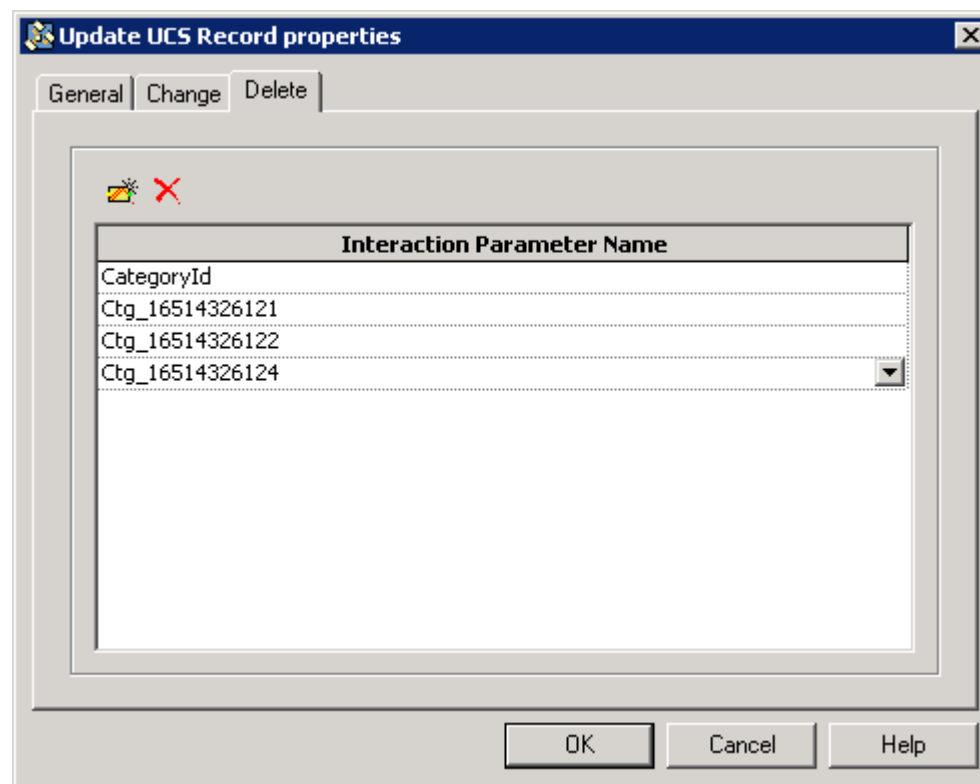 Update UCS Record properties
General Change Delete
Interaction Parameter Name
CategoryId
Ctg_16514326121
Ctg_16514326122
Ctg_16514326124
OK Cancel Help